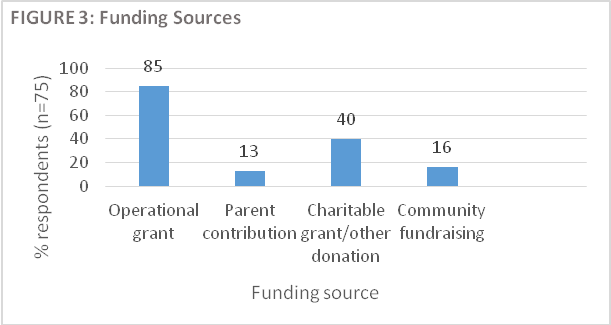 FIGURE 3: Funding Sources
% respondents (n=75)
100
80
60
40
20
0
85
13
40
16
Operational
grant
Parent
contribution
Charitable
grant/other
donation
Community
fundraising
Funding source